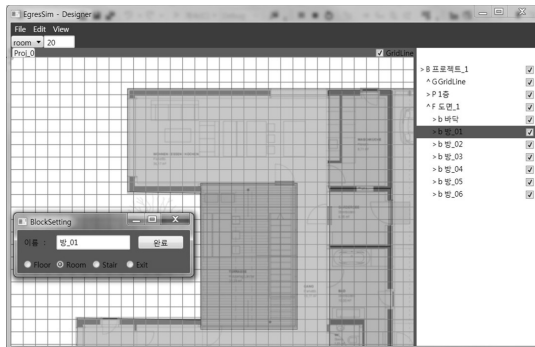 EgresSim - Designer
File Edit View
room 20
Proj_0 GridLine
> B 프로젝트_1
^ G GridLine
> P 1층
^ F 도면_1
> b 바닥
> b 방_01
> b 방_02
> b 방_03
> b 방_04
> b 방_05
> b 방_06
BlockSetting
이름 : 방_01 완료
Floor Room Stair Exit